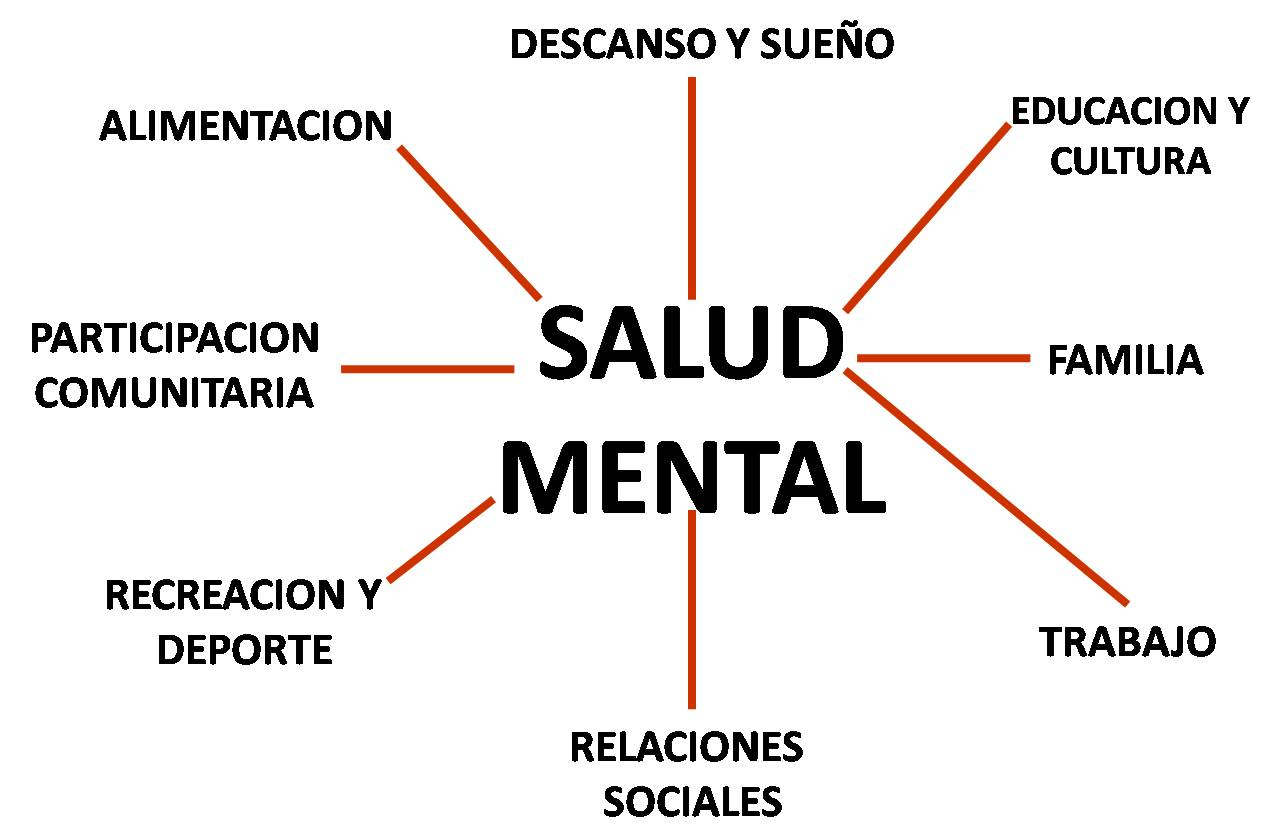 DESCANSO Y SUEÑO
ALIMENTACION
EDUCACION Y
CULTURA
PARTICIPACION
COMUNITARIA
SALUD
MENTAL
FAMILIA
RECREACION Y
DEPORTE
TRABAJO
RELACIONES
SOCIALES